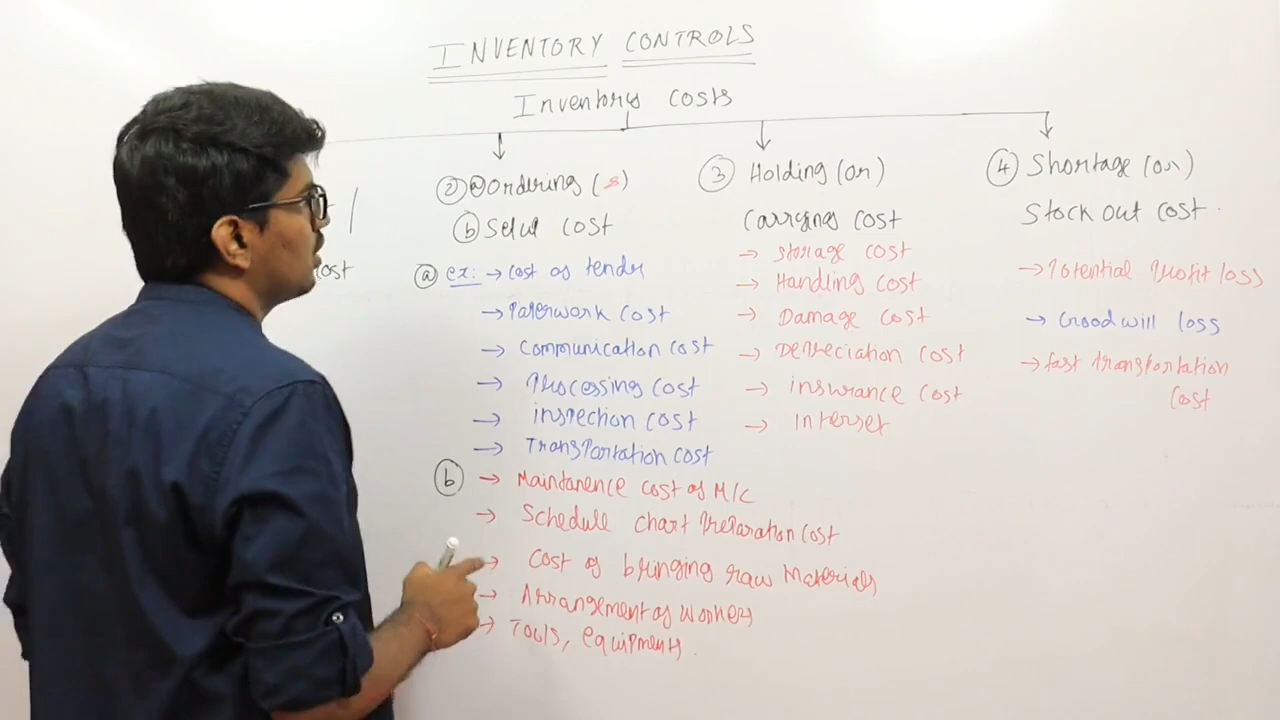 INVENTORY CONTROLS
Inventory Costs
② ⓐ Ordering (s)
ⓑ Setup Cost
ⓐ ex: → Cost of tender
→ Paperwork Cost
→ Communication Cost
→ Processing Cost
→ inspection Cost
→ Transportation Cost
ⓑ → Maintanence Cost of M/C
→ Schedule chart Preparation Cost
→ Cost of bringing raw Materials
→ Arrangement of Workers
→ Tools, equipments.
③ Holding (or)
Carrying Cost
→ Storage Cost
→ Handling Cost
→ Damage Cost
→ Depreciation Cost
→ insurance Cost
→ Interset
④ Shortage (or)
Stock Out Cost.
→ Potential Profit loss
→ Goodwill loss
→ fast transportation
Cost
ost